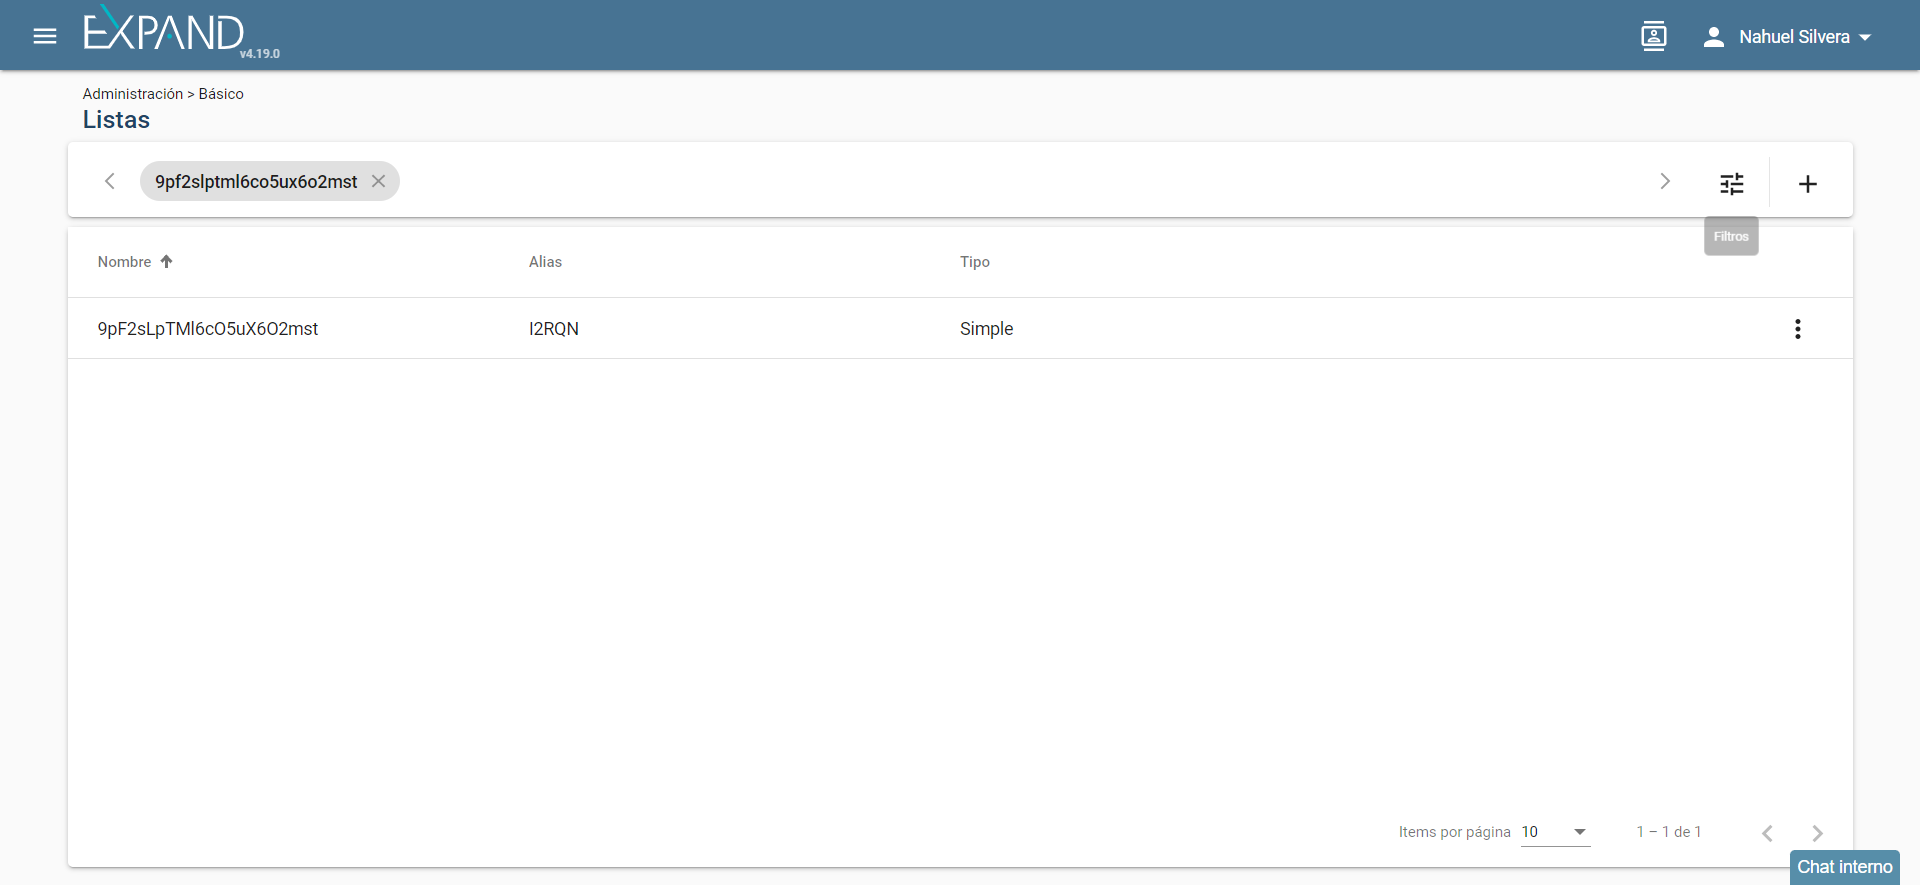 EXPAND
v4.19.0
Nahuel Silvera
Administración > Básico
Listas
9pf2slptml6co5ux6o2mst
Filtros
Nombre Alias Tipo
9pF2sLpTMl6cO5uX6O2mst I2RQN Simple
Items por página 10 1 – 1 de 1
Chat interno